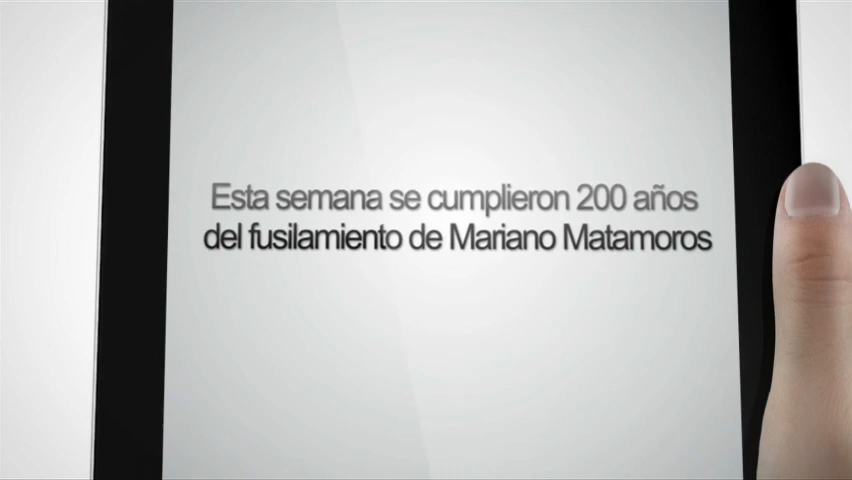 Esta semana se cumplieron 200 años
del fusilamiento de Mariano Matamoros